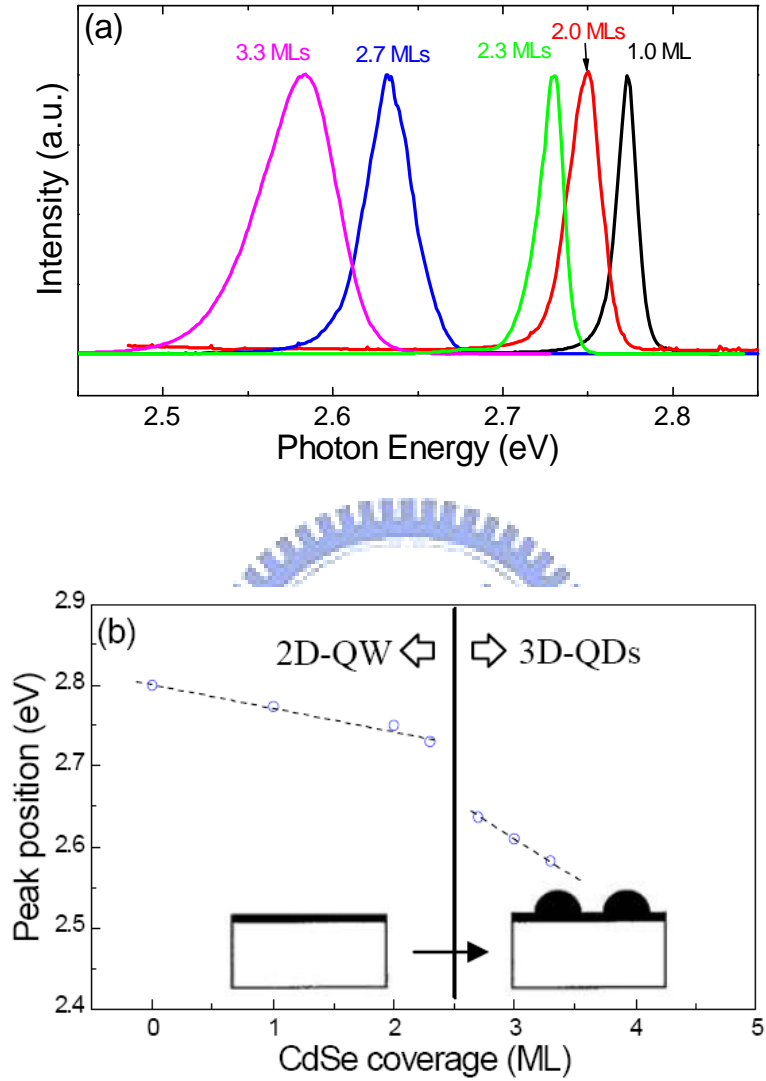 (a)
3.3 MLs
2.7 MLs
2.3 MLs
2.0 MLs
1.0 ML
Intensity (a.u.)
2.5 2.6 2.7 2.8
Photon Energy (eV)
(b)
2D-QW
3D-QDs
2.9
2.8
2.7
2.6
2.5
2.4
Peak position (eV)
0 1 2 3 4 5
CdSe coverage (ML)